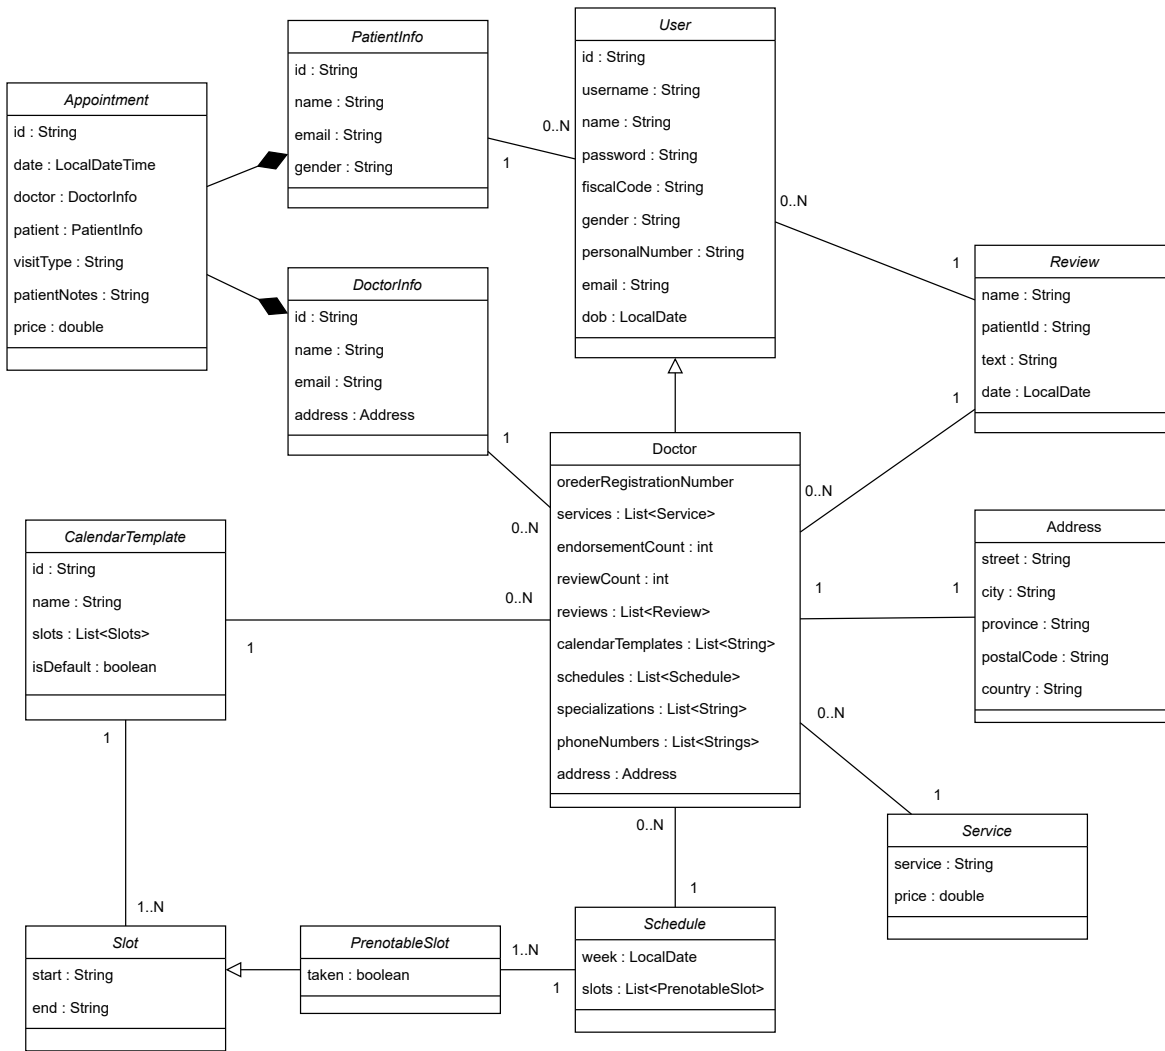 PatientInfo
id : String
name : String
email : String
gender : String
User
id : String
username : String
name : String
password : String
fiscalCode : String
gender : String
personalNumber : String
email : String
dob : LocalDate
Appointment
id : String
date : LocalDateTime
doctor : DoctorInfo
patient : PatientInfo
visitType : String
patientNotes : String
price : double
0..N
1
0..N
1
Review
name : String
patientId : String
text : String
date : LocalDate
DoctorInfo
id : String
name : String
email : String
address : Address
1
0..N
1
0..N
Doctor
orederRegistrationNumber
services : List<Service>
endorsementCount : int
reviewCount : int
reviews : List<Review>
calendarTemplates : List<String>
schedules : List<Schedule>
specializations : List<String>
phoneNumbers : List<Strings>
address : Address
Address
street : String
city : String
province : String
postalCode : String
country : String
1
1
CalendarTemplate
id : String
name : String
slots : List<Slots>
isDefault : boolean
0..N
1
1
1..N
0..N
1
Service
service : String
price : double
0..N
1
Slot
start : String
end : String
PrenotableSlot
taken : boolean
1..N
1
Schedule
week : LocalDate
slots : List<PrenotableSlot>